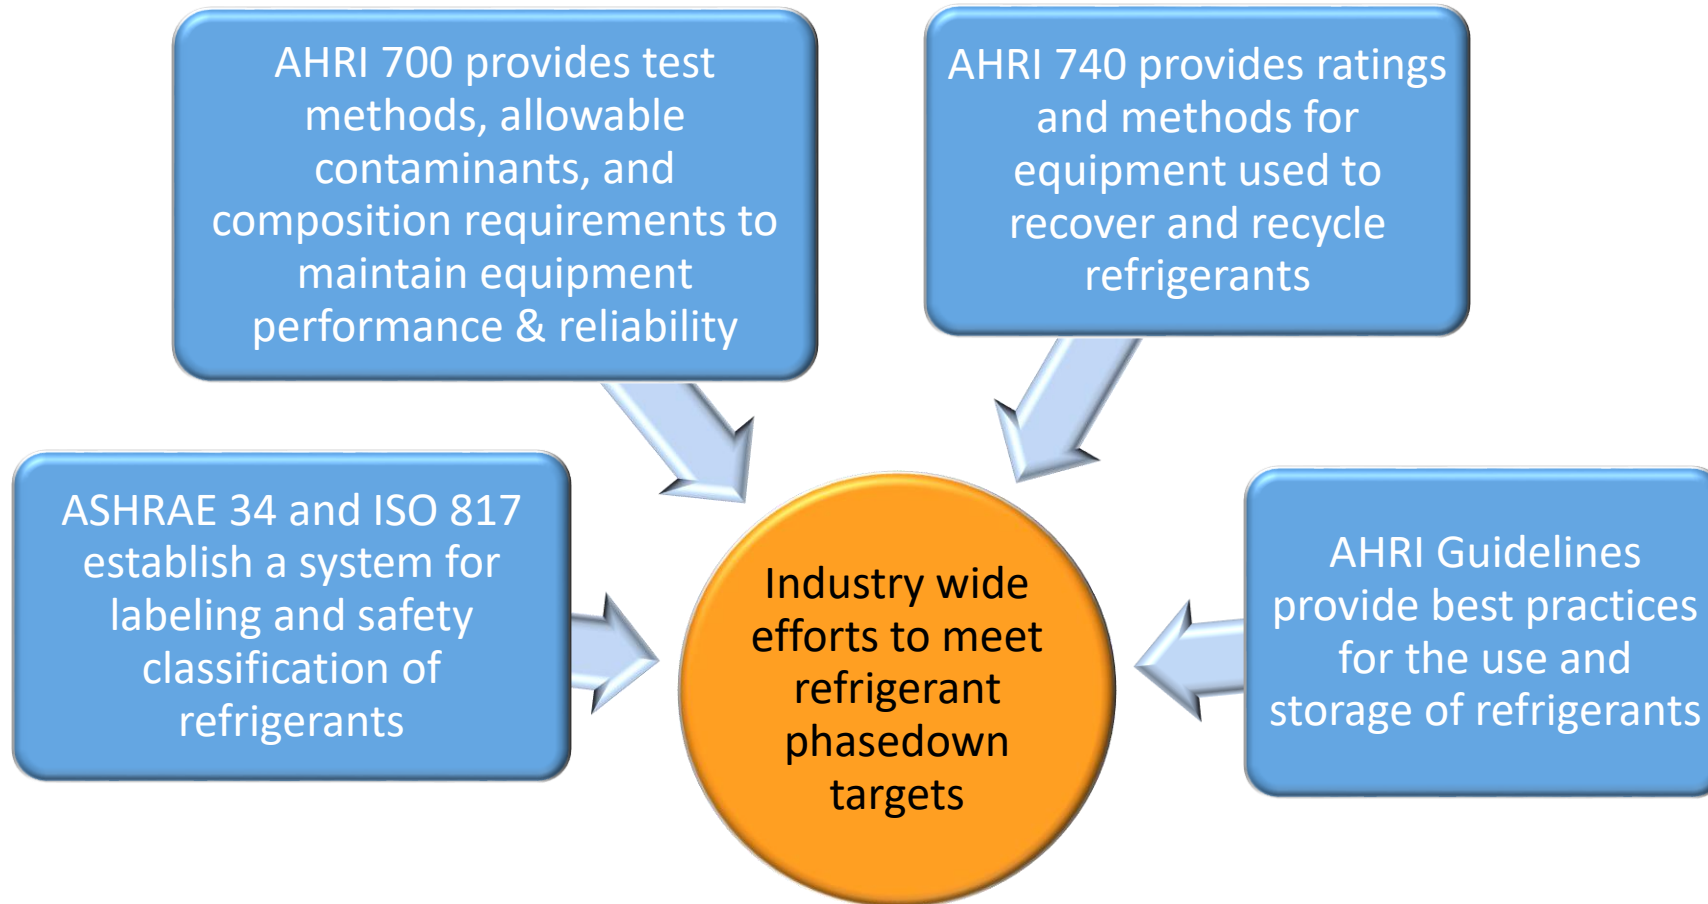 AHRI 700 provides test
methods, allowable
contaminants, and
composition requirements to
maintain equipment
performance & reliability
AHRI 740 provides ratings
and methods for
equipment used to
recover and recycle
refrigerants
ASHRAE 34 and ISO 817
establish a system for
labeling and safety
classification of
refrigerants
Industry wide
efforts to meet
refrigerant
phasedown
targets
AHRI Guidelines
provide best practices
for the use and
storage of refrigerants